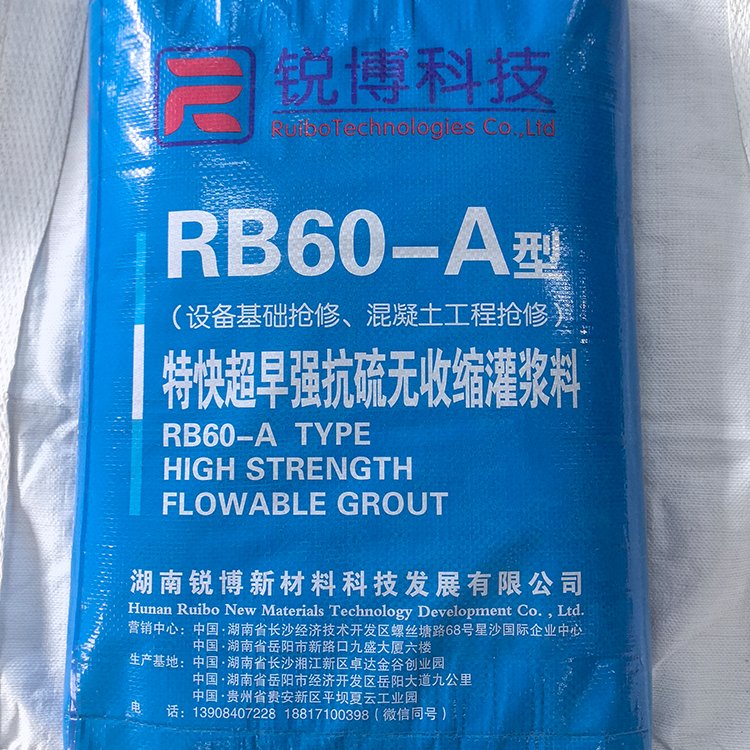 锐博科技
RuiboTechnologies Co.,Ltd
RB60-A型
(设备基础抢修、混凝土工程抢修)
特快超早强抗硫无收缩灌浆料
RB60-A TYPE
HIGH STRENGTH
FLOWABLE GROUT
湖南锐博新材料科技发展有限公司
Hunan Ruibo New Materials Technology Development Co. , Ltd.
营销中心: 中国·湖南省长沙经济技术开发区螺丝塘路68号星沙国际企业中心
中国·湖南省岳阳市新路口九盛大厦六楼
生产基地: 中国·湖南省长沙湘江新区卓达金谷创业园
中国·湖南省岳阳市经济开发区岳阳大道九公里
中国·贵州省贵安新区平坝夏云工业园
电 话: 13908407228 18817100398 (微信同号)